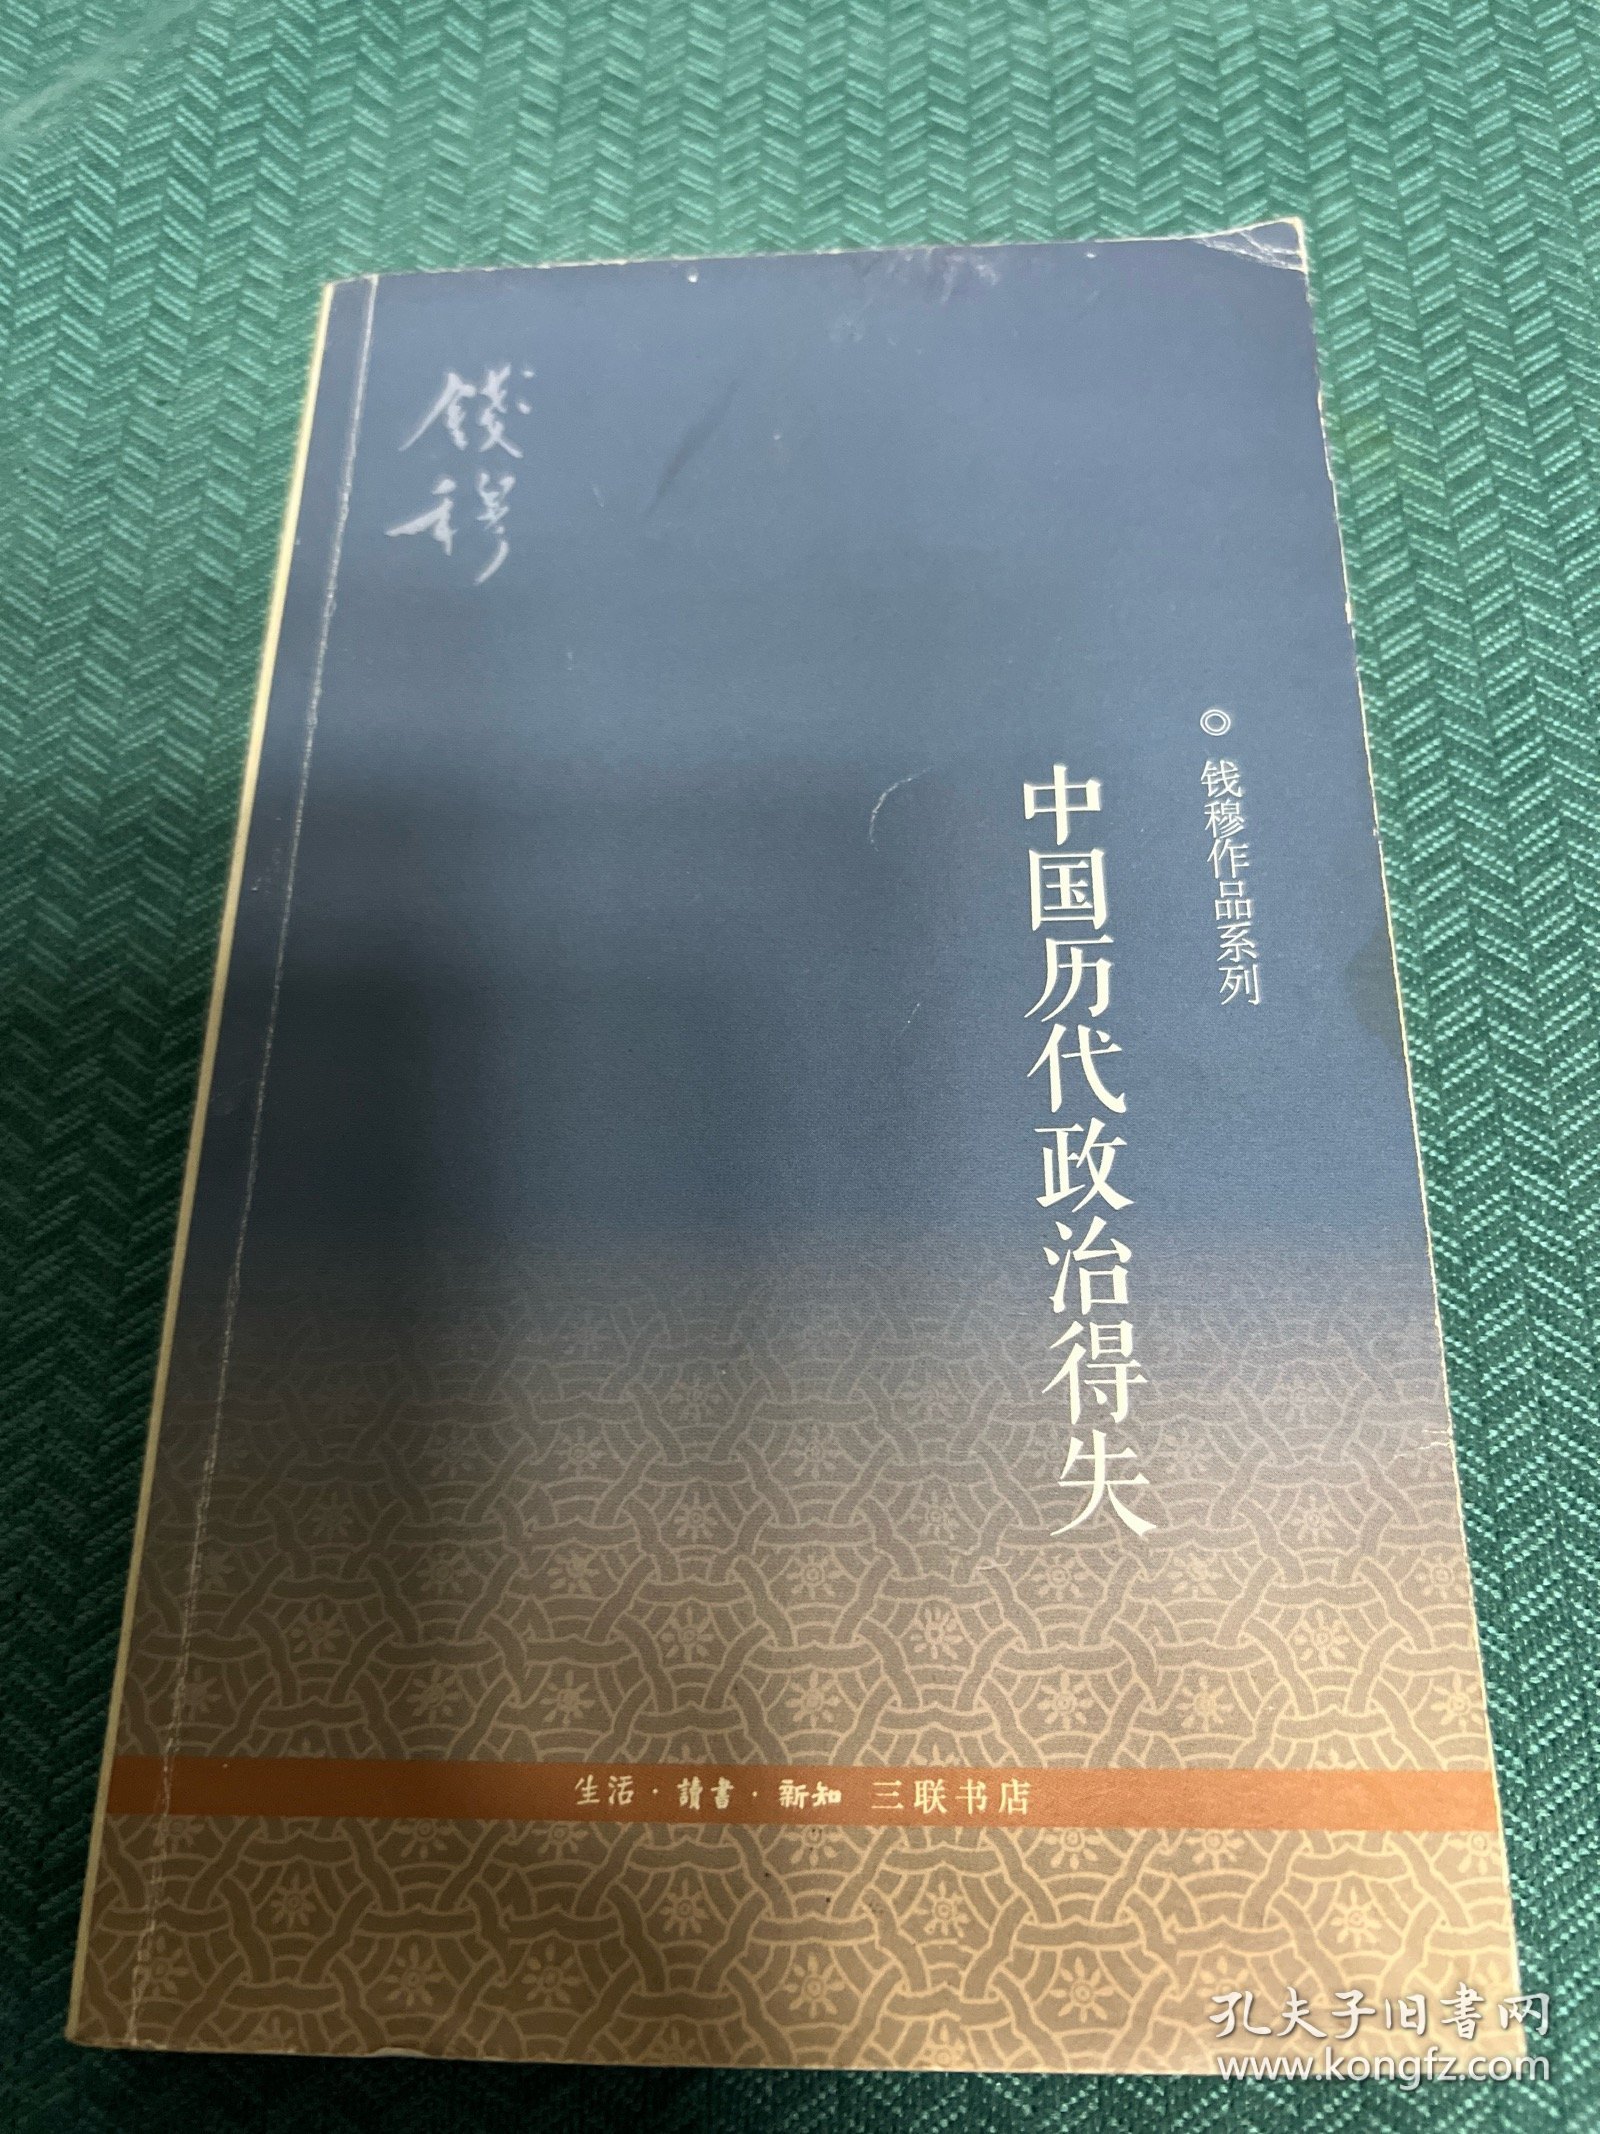 錢穆
◎ 钱穆作品系列
中国历代政治得失
生活·讀書·新知 三联书店
孔夫子旧書网
www.kongfz.com